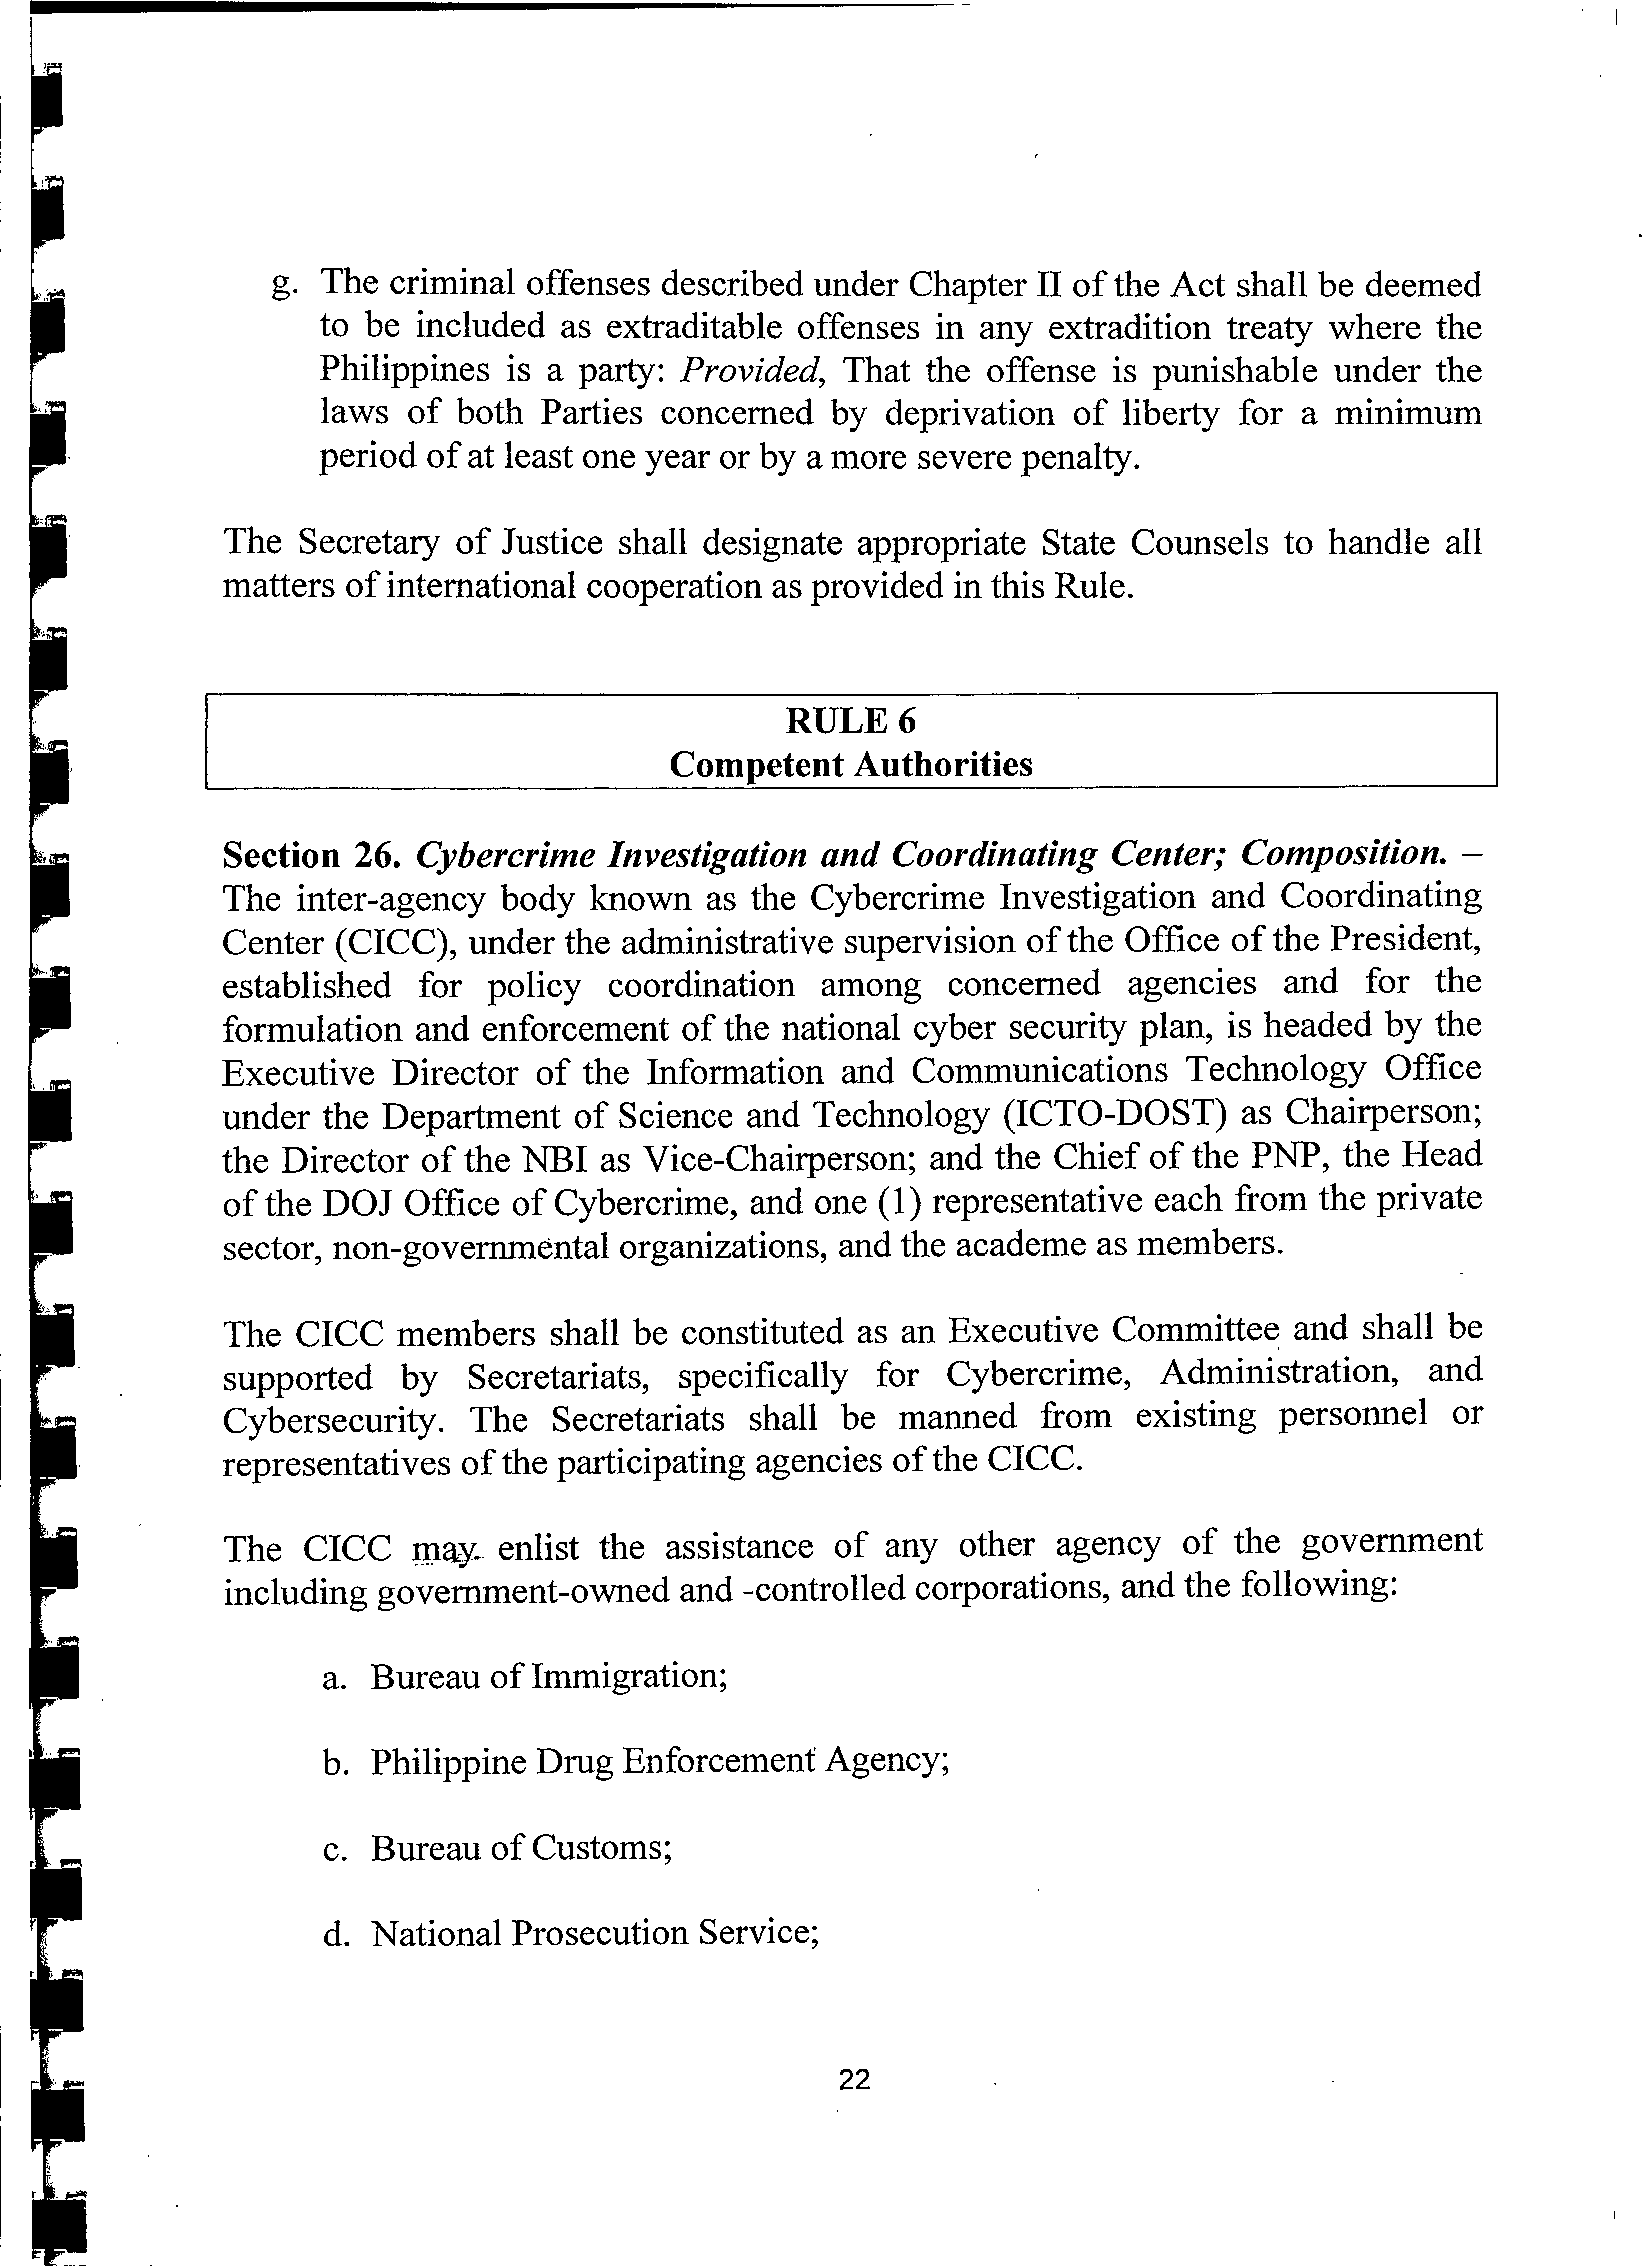 g. The criminal offenses described under Chapter II of the Act shall be deemed
to be included as extraditable offenses in any extradition treaty where the
Philippines is a party: Provided, That the offense is punishable under the
laws of both Parties concerned by deprivation of liberty for a minimum
period of at least one year or by a more severe penalty.
The Secretary of Justice shall designate appropriate State Counsels to handle all
matters of international cooperation as provided in this Rule.
RULE 6
Competent Authorities
Section 26. Cybercrime Investigation and Coordinating Center; Composition. –
The inter-agency body known as the Cybercrime Investigation and Coordinating
Center (CICC), under the administrative supervision of the Office of the President,
established for policy coordination among concerned agencies and for the
formulation and enforcement of the national cyber security plan, is headed by the
Executive Director of the Information and Communications Technology Office
under the Department of Science and Technology (ICTO-DOST) as Chairperson;
the Director of the NBI as Vice-Chairperson; and the Chief of the PNP, the Head
of the DOJ Office of Cybercrime, and one (1) representative each from the private
sector, non-governmental organizations, and the academe as members.
The CICC members shall be constituted as an Executive Committee and shall be
supported by Secretariats, specifically for Cybercrime, Administration, and
Cybersecurity. The Secretariats shall be manned from existing personnel or
representatives of the participating agencies of the CICC.
The CICC may enlist the assistance of any other agency of the government
including government-owned and -controlled corporations, and the following:
a. Bureau of Immigration;
b. Philippine Drug Enforcement Agency;
c. Bureau of Customs;
d. National Prosecution Service;
22